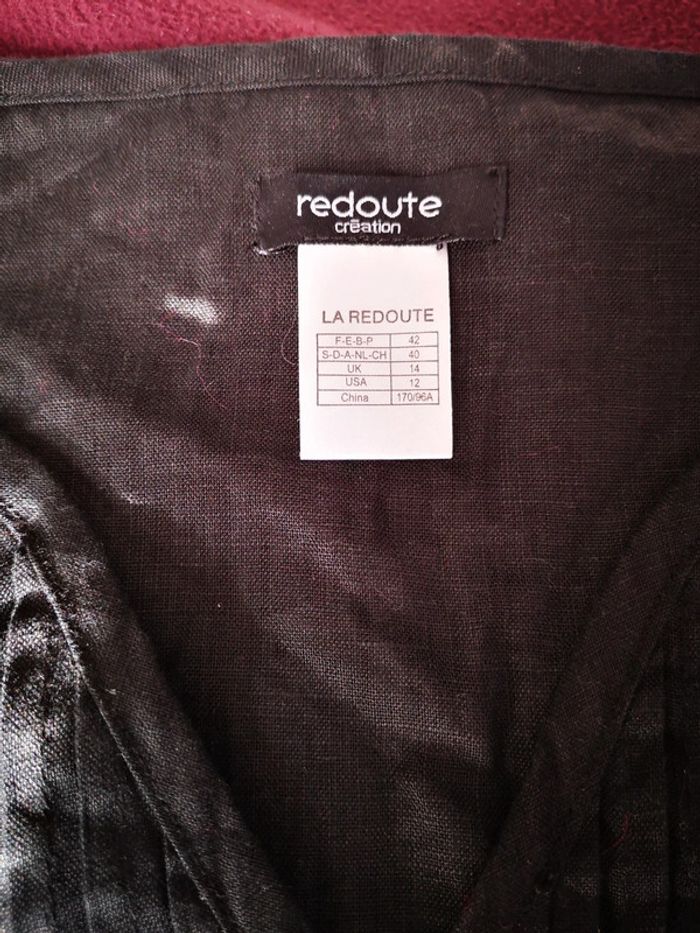 redoute
création
LA REDOUTE
F-E-B-P 42
S-D-A-NL-CH 40
UK 14
USA 12
China 170/96A